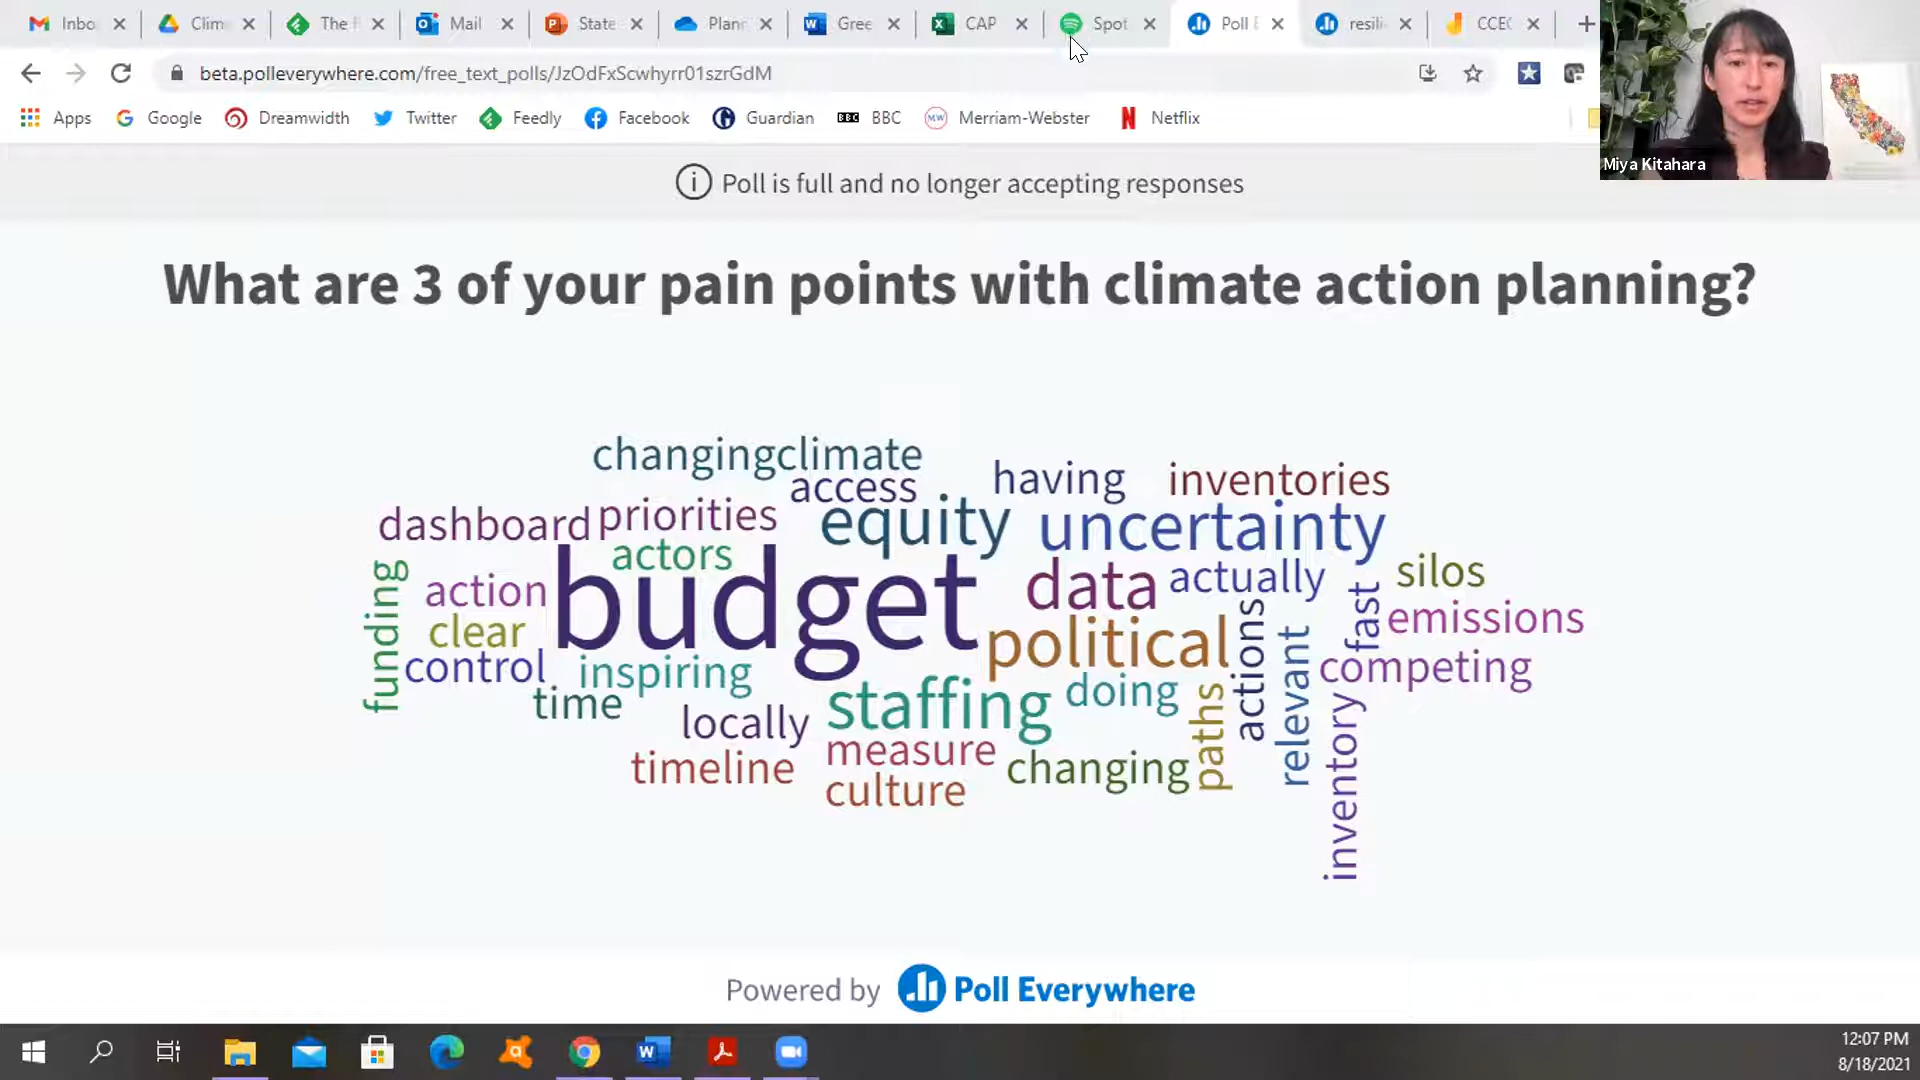 Inbo
Clim
The F
Mail
State
Plann
Gree
CAP
Spot
Poll E
resili
CCEC
beta.polleverywhere.com/free_text_polls/JzOdFxScwhyrr01szrGdM
Apps
Google
Dreamwidth
Twitter
Feedly
Facebook
Guardian
BBC
BBC
MW
Merriam-Webster
Netflix
Miya Kitahara
Poll is full and no longer accepting responses
What are 3 of your pain points with climate action planning?
changingclimate
access
having
inventories
dashboard
priorities
equity
uncertainty
actors
budget
data
actually
silos
funding
action
fast
emissions
clear
political
actions
control
inspiring
relevant
competing
time
locally
staffing
doing
paths
inventory
measure
timeline
changing
culture
Powered by Poll Everywhere
12:07 PM
8/18/2021